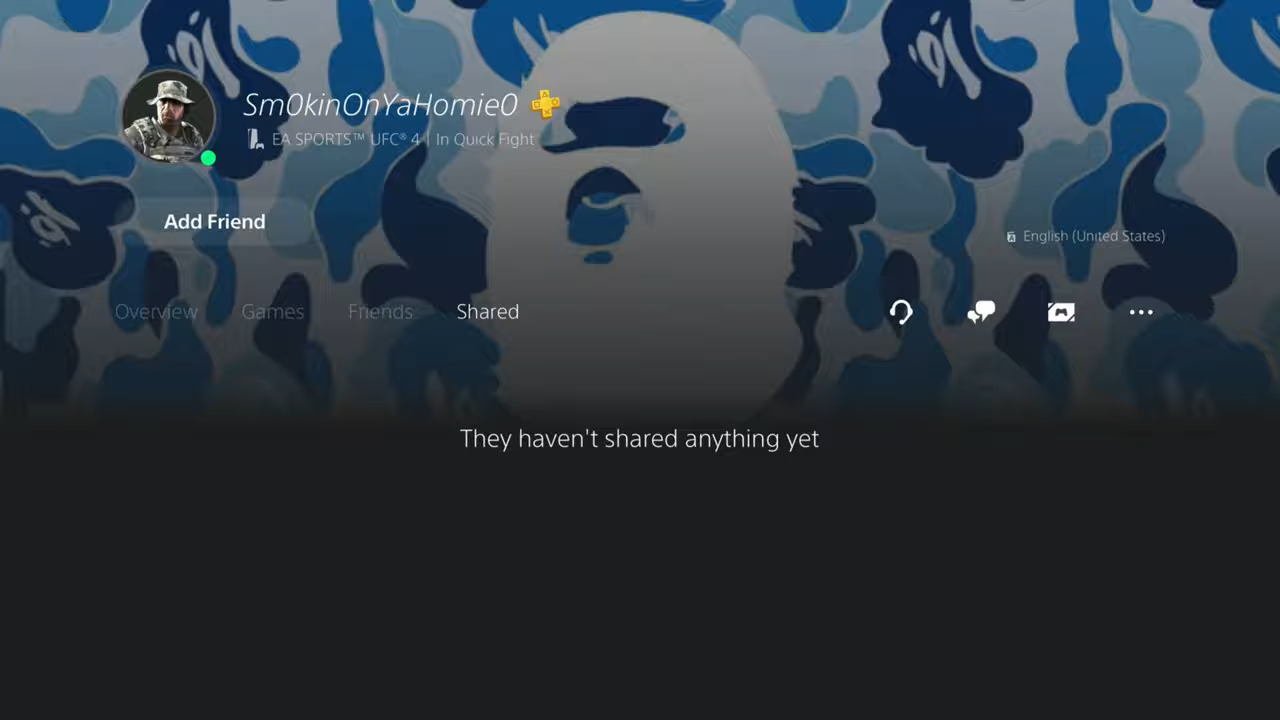 Sm0kinOnYaHomie0
EA SPORTS™ UFC® 4 | In Quick Fight
Add Friend
English (United States)
Overview Games Friends Shared
They haven't shared anything yet